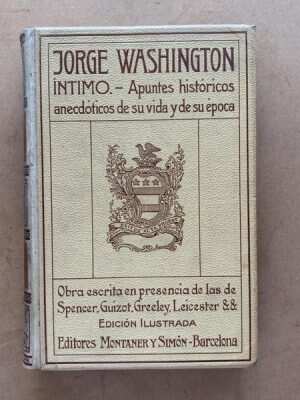 JORGE WASHINGTON
ÍNTIMO.– Apuntes históricos
anecdóticos de su vida y de su época
Obra escrita en presencia de las de
Spencer, Guizot, Greeley, Leicester &&
EDICIÓN ILUSTRADA
Editores MONTANER Y SIMÓN-Barcelona